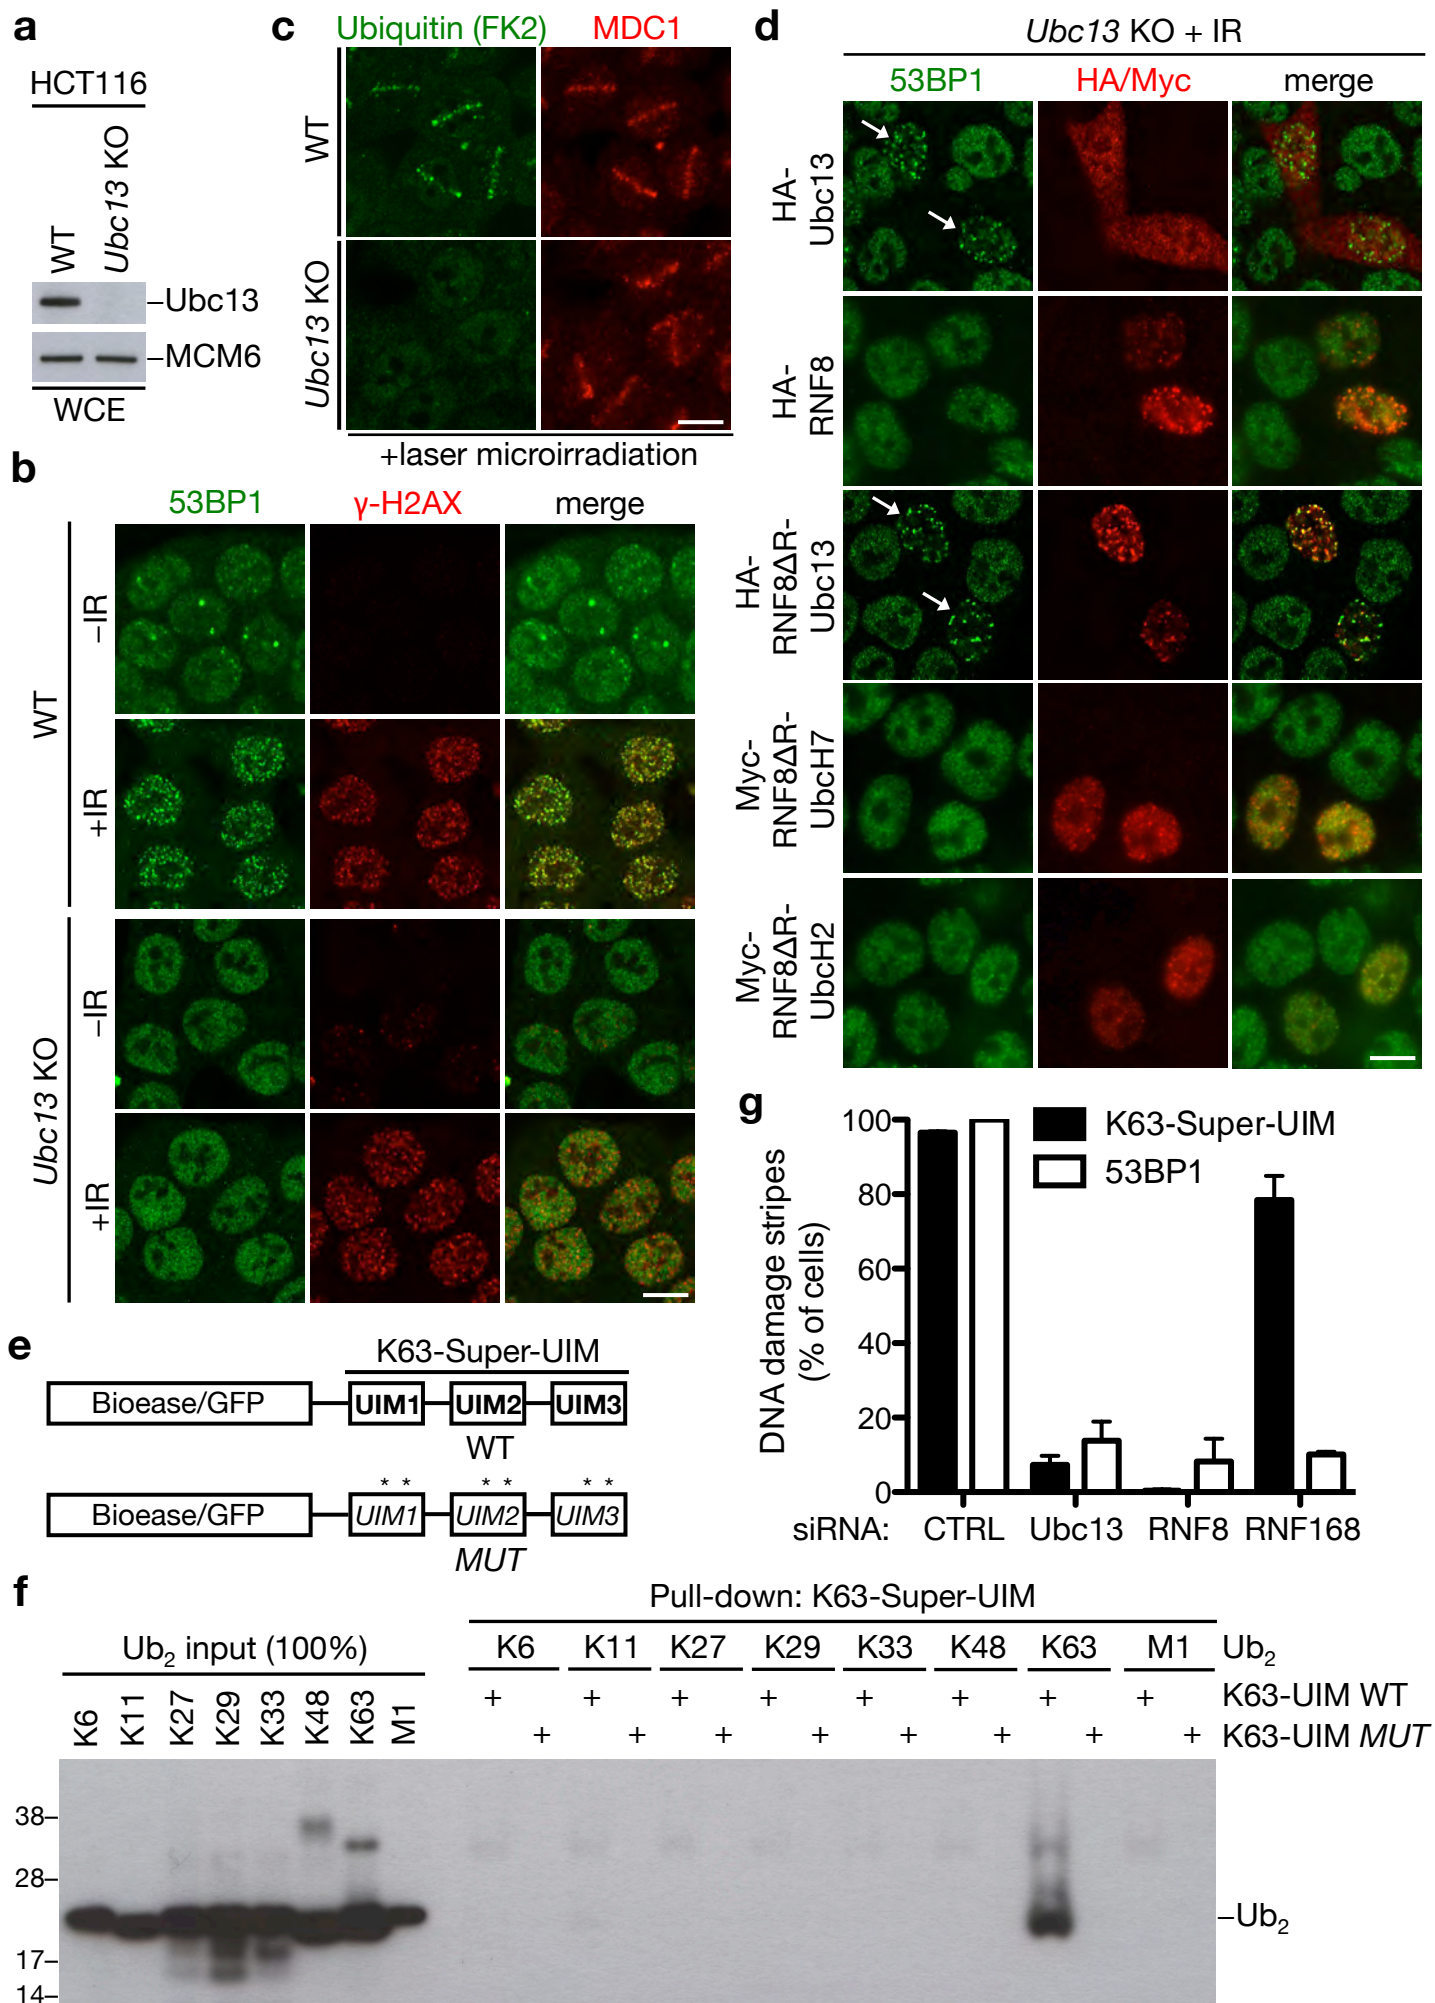 a
HCT116
WT
Ubc13 KO
–Ubc13
–MCM6
WCE
c
Ubiquitin (FK2)
MDC1
WT
Ubc13 KO
+laser microirradiation
b
53BP1
γ-H2AX
merge
WT
–IR
+IR
Ubc13 KO
–IR
+IR
d
Ubc13 KO + IR
53BP1
HA/Myc
merge
HA-
Ubc13
HA-
RNF8
HA-
RNF8ΔR-
Ubc13
Myc-
RNF8ΔR-
UbcH7
Myc-
RNF8ΔR-
UbcH2
e
K63-Super-UIM
Bioease/GFP UIM1 UIM2 UIM3
WT
* * * * * *
Bioease/GFP UIM1 UIM2 UIM3
MUT
g
K63-Super-UIM
53BP1
DNA damage stripes
(% of cells)
100
80
60
40
20
0
siRNA: CTRL Ubc13 RNF8 RNF168
f
Pull-down: K63-Super-UIM
Ub2 input (100%)
K6 K11 K27 K29 K33 K48 K63 M1 Ub2
K6 K11 K27 K29 K33 K48 K63 M1
+ + + + + + + + K63-UIM WT
+ + + + + + + + K63-UIM MUT
38–
28–
17–
14–
–Ub2